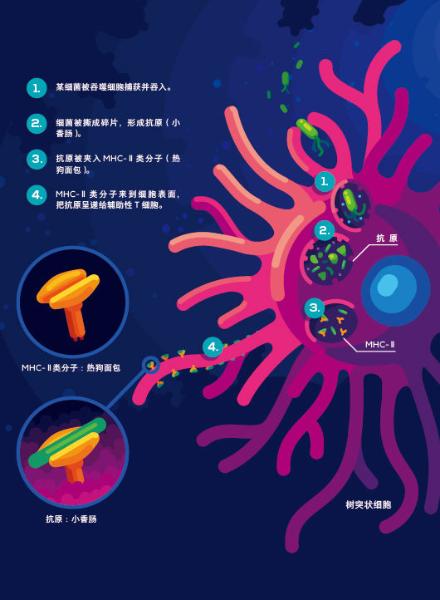 1. 某细菌被吞噬细胞捕获并吞入。
2. 细菌被撕成碎片，形成抗原（小
香肠）。
3. 抗原被夹入 MHC-Ⅱ 类分子（热
狗面包）。
4. MHC-Ⅱ 类分子来到细胞表面，
把抗原呈递给辅助性 T 细胞。
1.
2.
抗原
3.
MHC-Ⅱ
4.
MHC-Ⅱ类分子：热狗面包
树突状细胞
抗原：小香肠